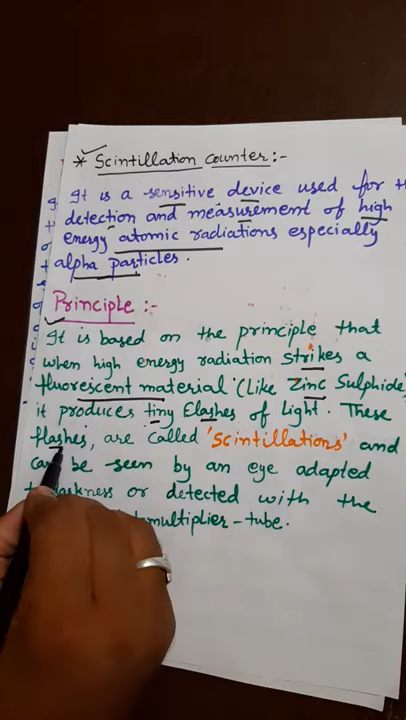 * Scintillation Counter:-
It is a sensitive device used for
detection and measurement of high
energy atomic radiations especially
alpha particles.
Principle :-
It is based on the principle that
when high energy radiation strikes a
fluorescent material (Like Zinc Sulphide)
it produces tiny Elashes of Light. These
flashes, are called 'Scintillations' and
can be seen by an eye adapted
darkness or detected with the
multiplier-tube.